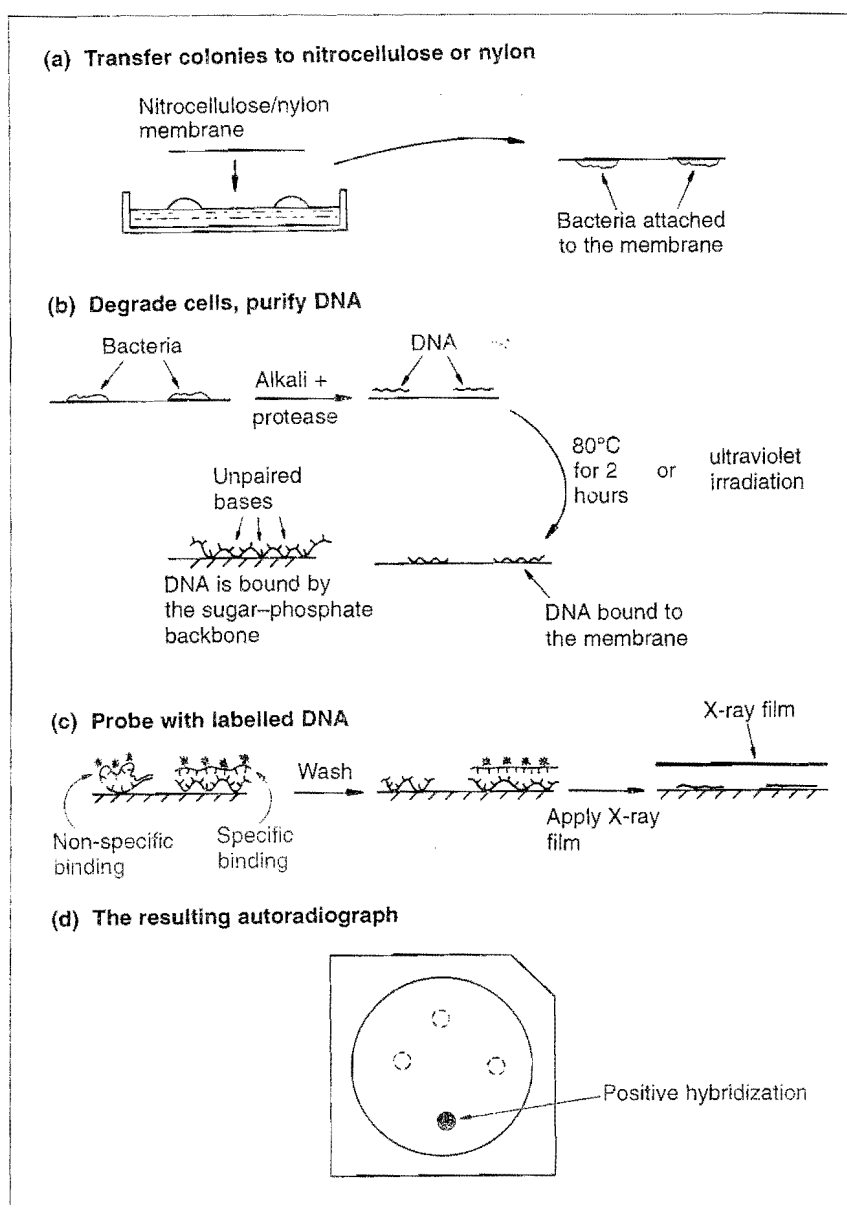 (a) Transfer colonies to nitrocellulose or nylon
Nitrocellulose/nylon
membrane
Bacteria attached
to the membrane
(b) Degrade cells, purify DNA
Bacteria
Alkali +
protease
DNA
80°C
for 2
hours
or
ultraviolet
irradiation
Unpaired
bases
DNA is bound by
the sugar–phosphate
backbone
DNA bound to
the membrane
(c) Probe with labelled DNA
X-ray film
Wash
Apply X-ray
film
Non-specific
binding
Specific
binding
(d) The resulting autoradiograph
Positive hybridization